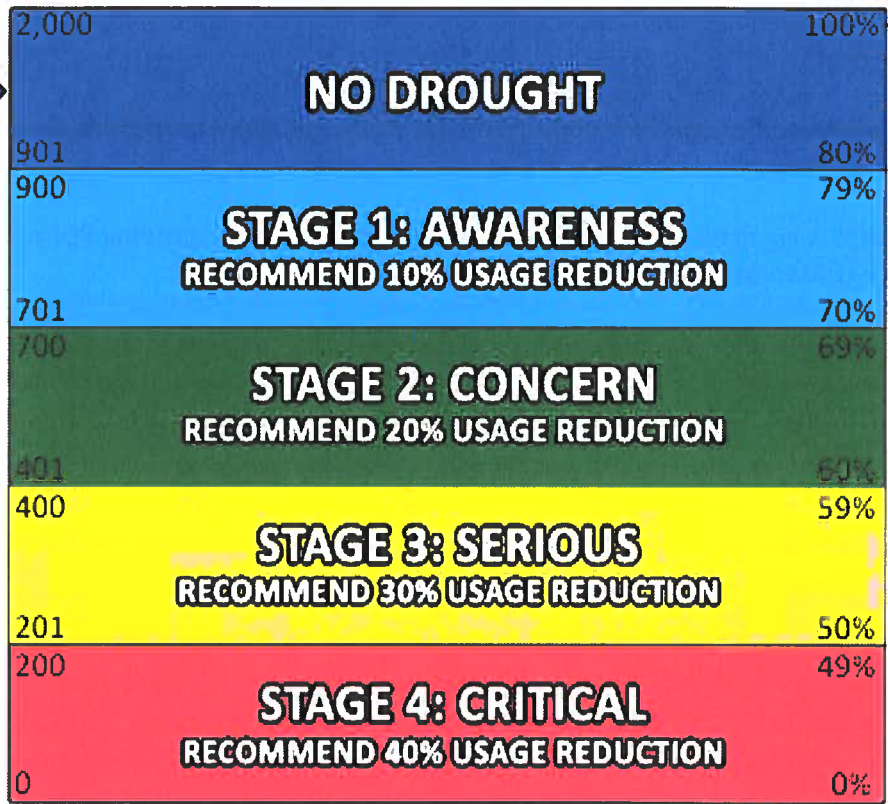 2,000 100%
NO DROUGHT
901 80%
900 79%
STAGE 1: AWARENESS
RECOMMEND 10% USAGE REDUCTION
701 70%
700 69%
STAGE 2: CONCERN
RECOMMEND 20% USAGE REDUCTION
401 60%
400 59%
STAGE 3: SERIOUS
RECOMMEND 30% USAGE REDUCTION
201 50%
200 49%
STAGE 4: CRITICAL
RECOMMEND 40% USAGE REDUCTION
0 0%